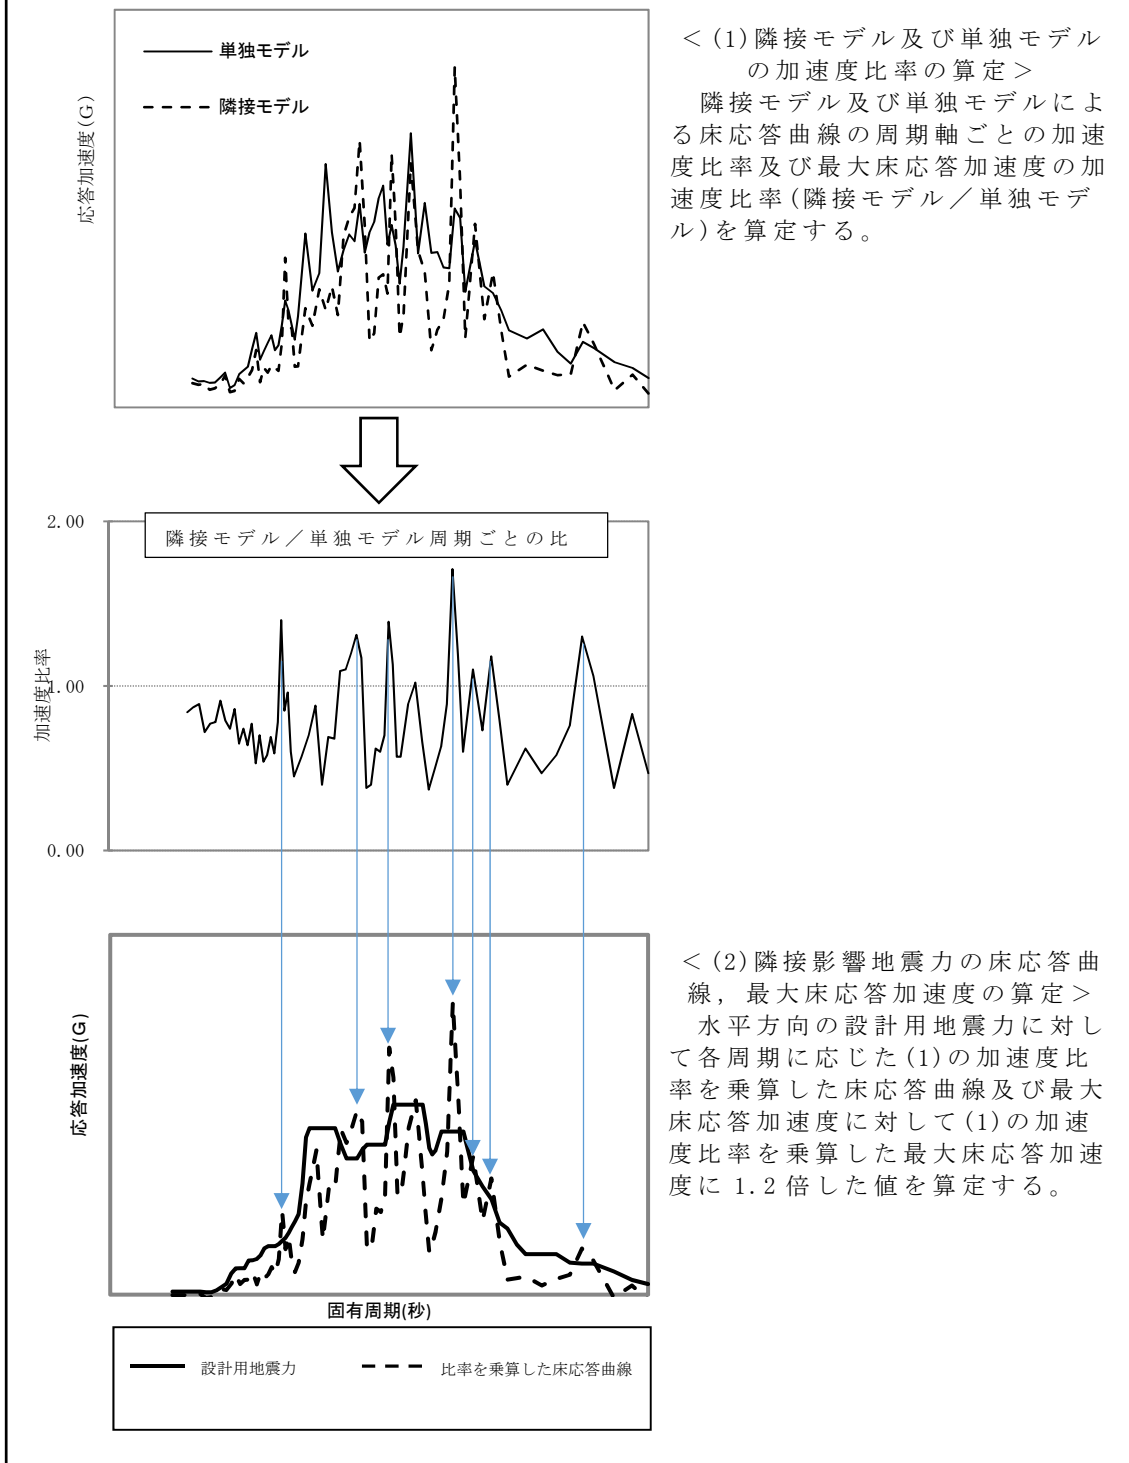 単独モデル
隣接モデル
応答加速度(G)
＜(1)隣接モデル及び単独モデル
の加速度比率の算定＞
隣接モデル及び単独モデルによ
る床応答曲線の周期軸ごとの加速
度比率及び最大床応答加速度の加
速度比率(隣接モデル／単独モデ
ル)を算定する。
2.00
隣接モデル／単独モデル周期ごとの比
加速度比率
1.00
0.00
＜(2)隣接影響地震力の床応答曲
線，最大床応答加速度の算定＞
水平方向の設計用地震力に対し
て各周期に応じた(1)の加速度比
率を乗算した床応答曲線及び最大
床応答加速度に対して(1)の加速
度比率を乗算した最大床応答加速
度に 1.2 倍した値を算定する。
応答加速度(G)
固有周期(秒)
設計用地震力
比率を乗算した床応答曲線